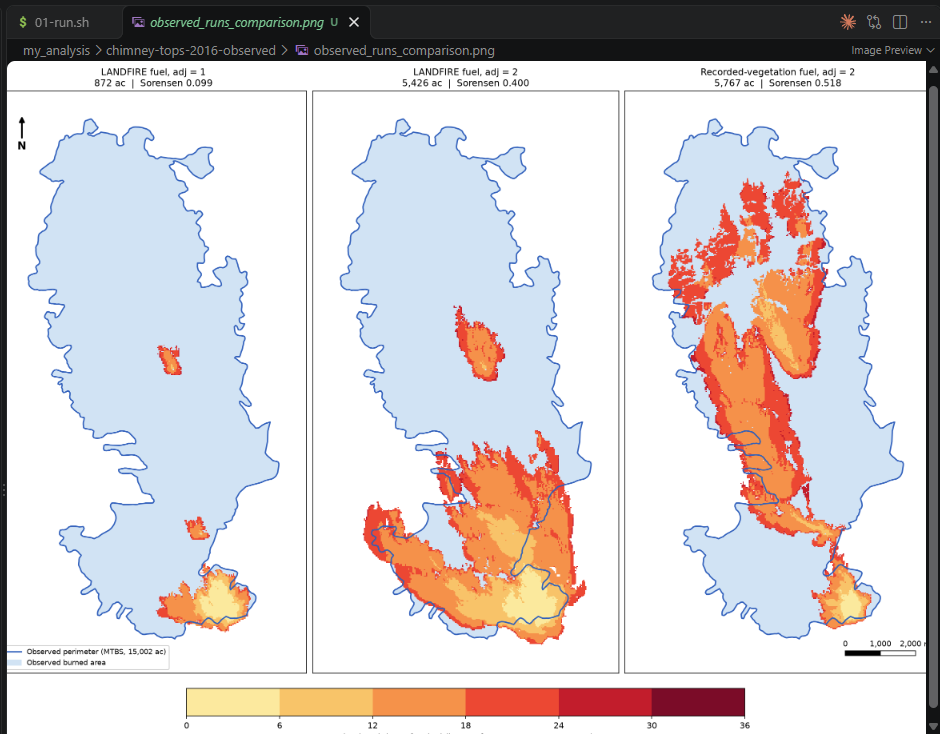 $ 01-run.sh
observed_runs_comparison.png U
my_analysis > chimney-tops-2016-observed > observed_runs_comparison.png
Image Preview
LANDFIRE fuel, adj = 1
872 ac | Sorensen 0.099
LANDFIRE fuel, adj = 2
5,426 ac | Sorensen 0.400
Recorded-vegetation fuel, adj = 2
5,767 ac | Sorensen 0.518
N
Observed perimeter (MTBS, 15,002 ac)
Observed burned area
0 1,000 2,000
0 6 12 18 24 30 36